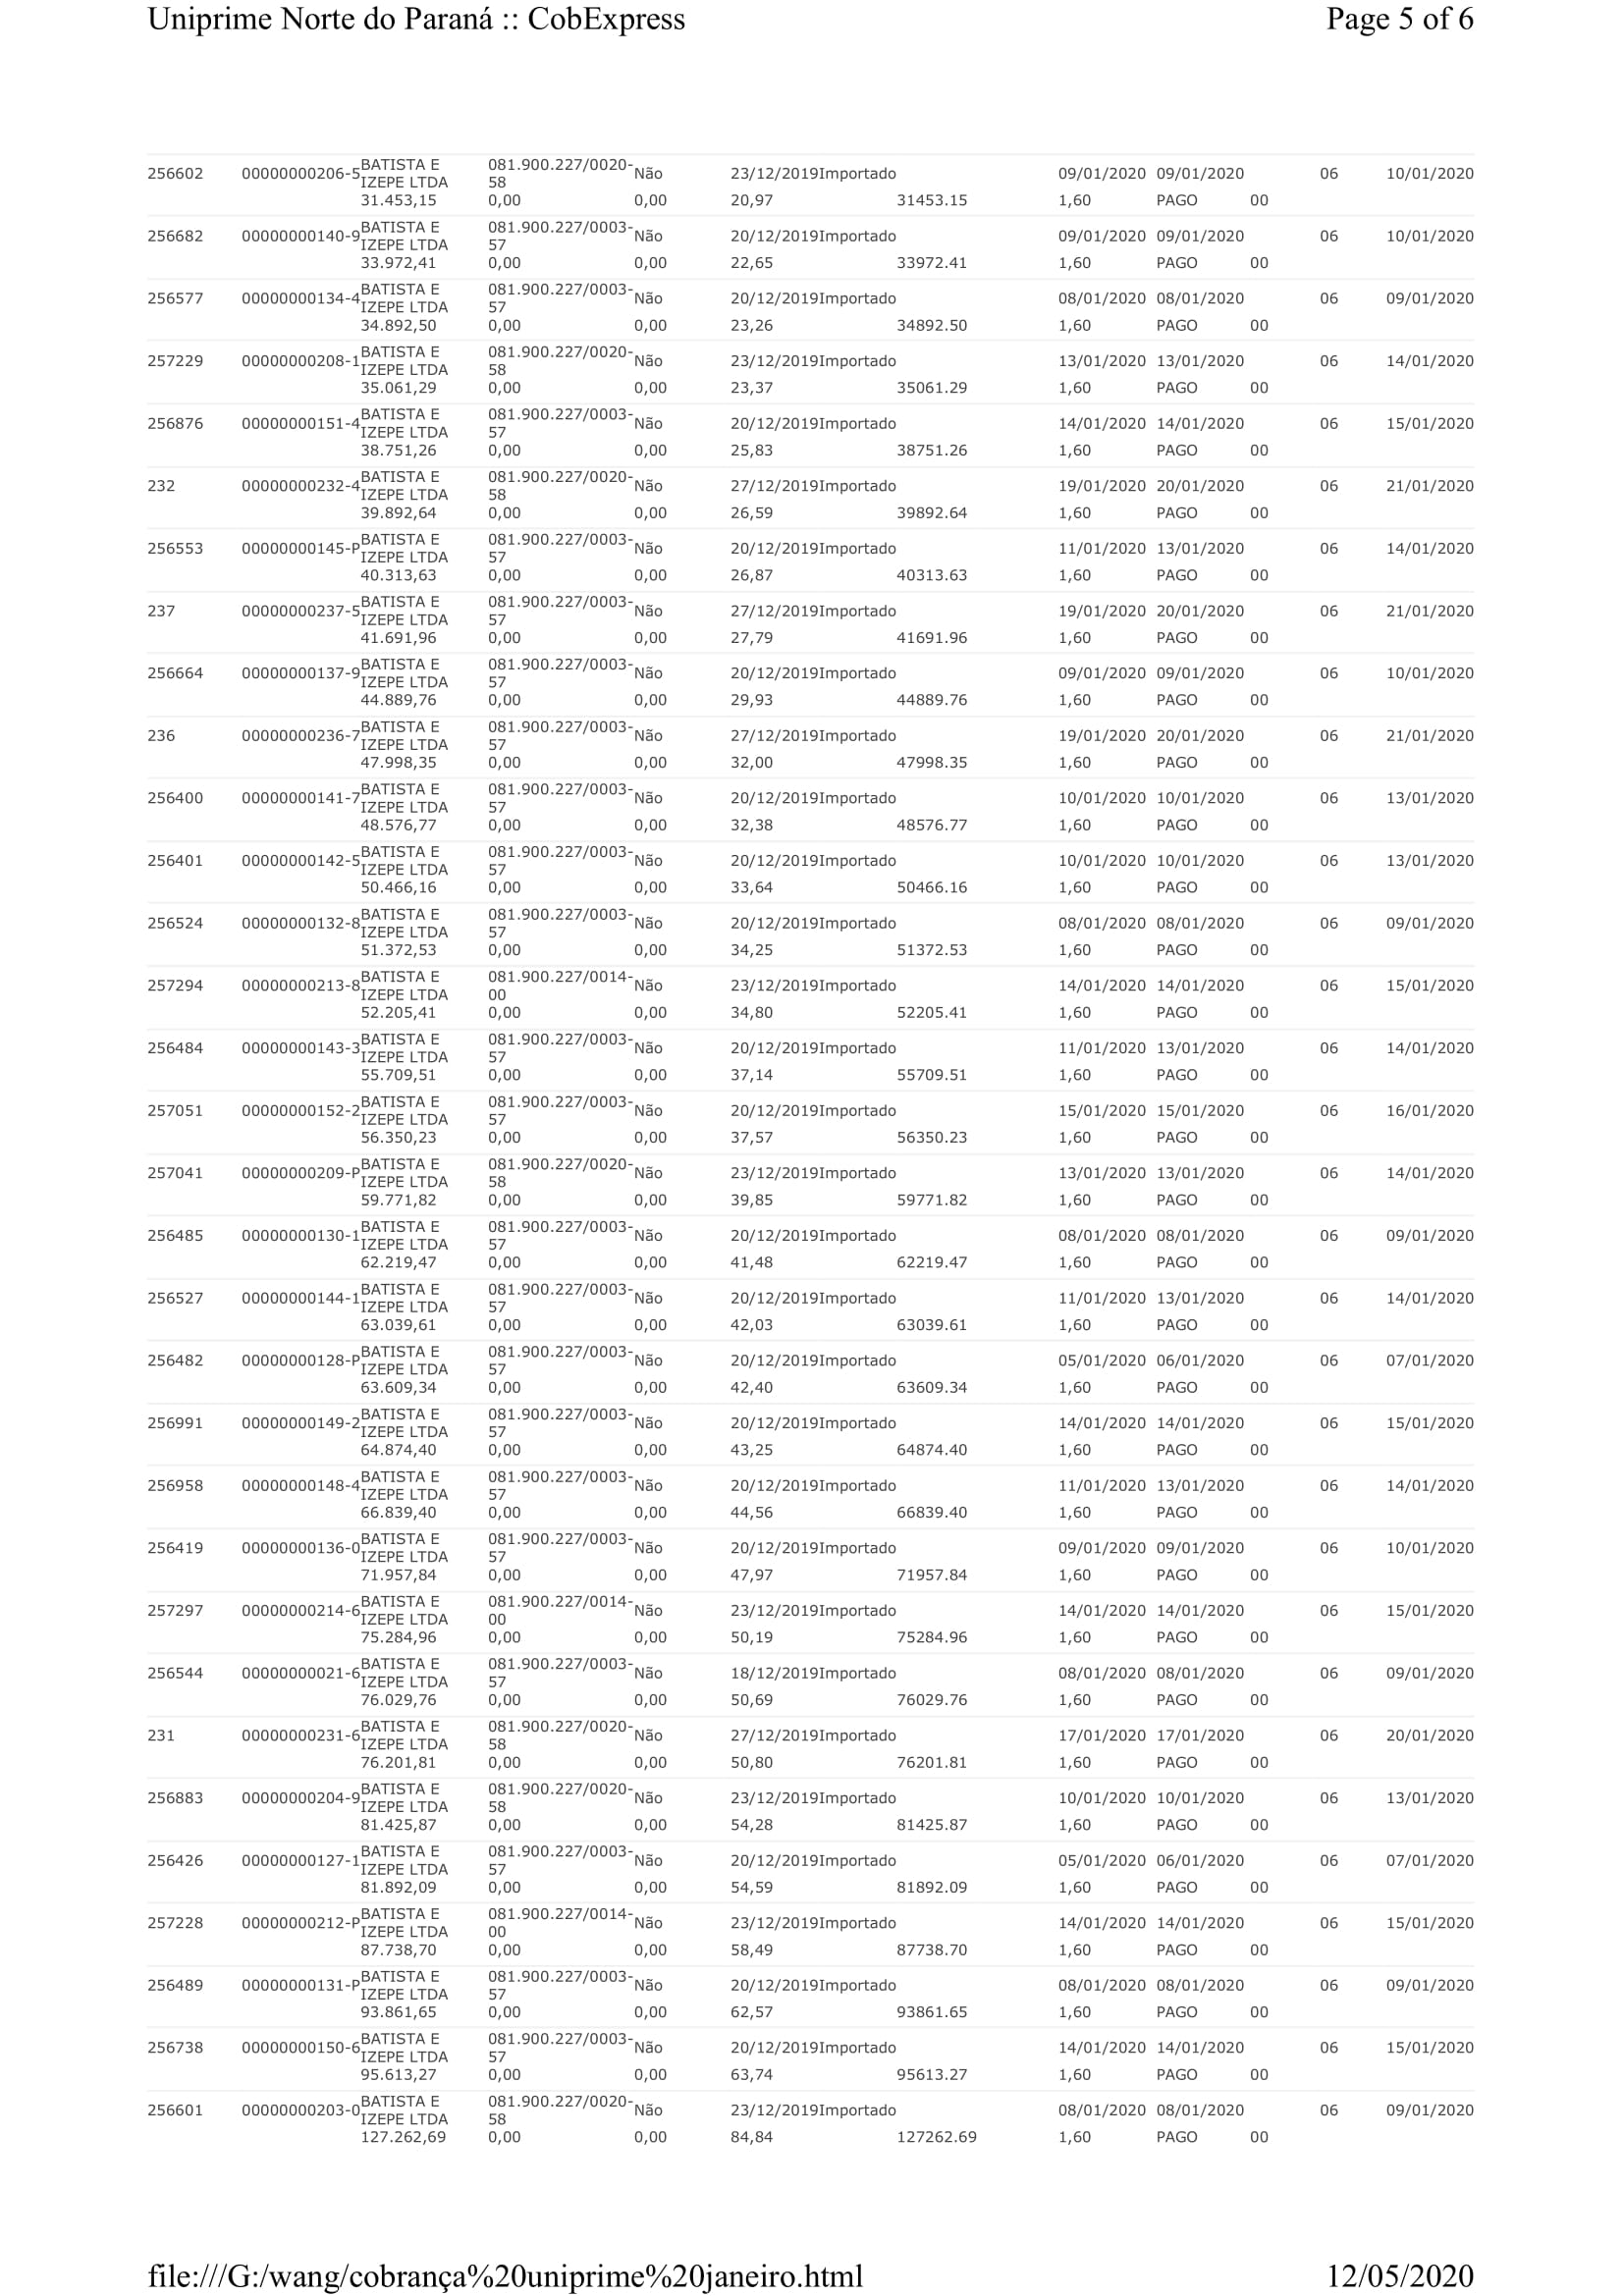 Uniprime Norte do Paraná :: CobExpress Page 5 of 6
256602 00000000206-5 BATISTA E IZEPE LTDA 081.900.227/0020-58 Não 23/12/2019Importado 09/01/2020 09/01/2020 06 10/01/2020
31.453,15 0,00 0,00 20,97 31453.15 1,60 PAGO 00
256682 00000000140-9 BATISTA E IZEPE LTDA 081.900.227/0003-57 Não 20/12/2019Importado 09/01/2020 09/01/2020 06 10/01/2020
33.972,41 0,00 0,00 22,65 33972.41 1,60 PAGO 00
256577 00000000134-4 BATISTA E IZEPE LTDA 081.900.227/0003-57 Não 20/12/2019Importado 08/01/2020 08/01/2020 06 09/01/2020
34.892,50 0,00 0,00 23,26 34892.50 1,60 PAGO 00
257229 00000000208-1 BATISTA E IZEPE LTDA 081.900.227/0020-58 Não 23/12/2019Importado 13/01/2020 13/01/2020 06 14/01/2020
35.061,29 0,00 0,00 23,37 35061.29 1,60 PAGO 00
256876 00000000151-4 BATISTA E IZEPE LTDA 081.900.227/0003-57 Não 20/12/2019Importado 14/01/2020 14/01/2020 06 15/01/2020
38.751,26 0,00 0,00 25,83 38751.26 1,60 PAGO 00
232 00000000232-4 BATISTA E IZEPE LTDA 081.900.227/0020-58 Não 27/12/2019Importado 19/01/2020 20/01/2020 06 21/01/2020
39.892,64 0,00 0,00 26,59 39892.64 1,60 PAGO 00
256553 00000000145-P BATISTA E IZEPE LTDA 081.900.227/0003-57 Não 20/12/2019Importado 11/01/2020 13/01/2020 06 14/01/2020
40.313,63 0,00 0,00 26,87 40313.63 1,60 PAGO 00
237 00000000237-5 BATISTA E IZEPE LTDA 081.900.227/0003-57 Não 27/12/2019Importado 19/01/2020 20/01/2020 06 21/01/2020
41.691,96 0,00 0,00 27,79 41691.96 1,60 PAGO 00
256664 00000000137-9 BATISTA E IZEPE LTDA 081.900.227/0003-57 Não 20/12/2019Importado 09/01/2020 09/01/2020 06 10/01/2020
44.889,76 0,00 0,00 29,93 44889.76 1,60 PAGO 00
236 00000000236-7 BATISTA E IZEPE LTDA 081.900.227/0003-57 Não 27/12/2019Importado 19/01/2020 20/01/2020 06 21/01/2020
47.998,35 0,00 0,00 32,00 47998.35 1,60 PAGO 00
256400 00000000141-7 BATISTA E IZEPE LTDA 081.900.227/0003-57 Não 20/12/2019Importado 10/01/2020 10/01/2020 06 13/01/2020
48.576,77 0,00 0,00 32,38 48576.77 1,60 PAGO 00
256401 00000000142-5 BATISTA E IZEPE LTDA 081.900.227/0003-57 Não 20/12/2019Importado 10/01/2020 10/01/2020 06 13/01/2020
50.466,16 0,00 0,00 33,64 50466.16 1,60 PAGO 00
256524 00000000132-8 BATISTA E IZEPE LTDA 081.900.227/0003-57 Não 20/12/2019Importado 08/01/2020 08/01/2020 06 09/01/2020
51.372,53 0,00 0,00 34,25 51372.53 1,60 PAGO 00
257294 00000000213-8 BATISTA E IZEPE LTDA 081.900.227/0014-00 Não 23/12/2019Importado 14/01/2020 14/01/2020 06 15/01/2020
52.205,41 0,00 0,00 34,80 52205.41 1,60 PAGO 00
256484 00000000143-3 BATISTA E IZEPE LTDA 081.900.227/0003-57 Não 20/12/2019Importado 11/01/2020 13/01/2020 06 14/01/2020
55.709,51 0,00 0,00 37,14 55709.51 1,60 PAGO 00
257051 00000000152-2 BATISTA E IZEPE LTDA 081.900.227/0003-57 Não 20/12/2019Importado 15/01/2020 15/01/2020 06 16/01/2020
56.350,23 0,00 0,00 37,57 56350.23 1,60 PAGO 00
257041 00000000209-P BATISTA E IZEPE LTDA 081.900.227/0020-58 Não 23/12/2019Importado 13/01/2020 13/01/2020 06 14/01/2020
59.771,82 0,00 0,00 39,85 59771.82 1,60 PAGO 00
256485 00000000130-1 BATISTA E IZEPE LTDA 081.900.227/0003-57 Não 20/12/2019Importado 08/01/2020 08/01/2020 06 09/01/2020
62.219,47 0,00 0,00 41,48 62219.47 1,60 PAGO 00
256527 00000000144-1 BATISTA E IZEPE LTDA 081.900.227/0003-57 Não 20/12/2019Importado 11/01/2020 13/01/2020 06 14/01/2020
63.039,61 0,00 0,00 42,03 63039.61 1,60 PAGO 00
256482 00000000128-P BATISTA E IZEPE LTDA 081.900.227/0003-57 Não 20/12/2019Importado 05/01/2020 06/01/2020 06 07/01/2020
63.609,34 0,00 0,00 42,40 63609.34 1,60 PAGO 00
256991 00000000149-2 BATISTA E IZEPE LTDA 081.900.227/0003-57 Não 20/12/2019Importado 14/01/2020 14/01/2020 06 15/01/2020
64.874,40 0,00 0,00 43,25 64874.40 1,60 PAGO 00
256958 00000000148-4 BATISTA E IZEPE LTDA 081.900.227/0003-57 Não 20/12/2019Importado 11/01/2020 13/01/2020 06 14/01/2020
66.839,40 0,00 0,00 44,56 66839.40 1,60 PAGO 00
256419 00000000136-0 BATISTA E IZEPE LTDA 081.900.227/0003-57 Não 20/12/2019Importado 09/01/2020 09/01/2020 06 10/01/2020
71.957,84 0,00 0,00 47,97 71957.84 1,60 PAGO 00
257297 00000000214-6 BATISTA E IZEPE LTDA 081.900.227/0014-00 Não 23/12/2019Importado 14/01/2020 14/01/2020 06 15/01/2020
75.284,96 0,00 0,00 50,19 75284.96 1,60 PAGO 00
256544 00000000021-6 BATISTA E IZEPE LTDA 081.900.227/0003-57 Não 18/12/2019Importado 08/01/2020 08/01/2020 06 09/01/2020
76.029,76 0,00 0,00 50,69 76029.76 1,60 PAGO 00
231 00000000231-6 BATISTA E IZEPE LTDA 081.900.227/0020-58 Não 27/12/2019Importado 17/01/2020 17/01/2020 06 20/01/2020
76.201,81 0,00 0,00 50,80 76201.81 1,60 PAGO 00
256883 00000000204-9 BATISTA E IZEPE LTDA 081.900.227/0020-58 Não 23/12/2019Importado 10/01/2020 10/01/2020 06 13/01/2020
81.425,87 0,00 0,00 54,28 81425.87 1,60 PAGO 00
256426 00000000127-1 BATISTA E IZEPE LTDA 081.900.227/0003-57 Não 20/12/2019Importado 05/01/2020 06/01/2020 06 07/01/2020
81.892,09 0,00 0,00 54,59 81892.09 1,60 PAGO 00
257228 00000000212-P BATISTA E IZEPE LTDA 081.900.227/0014-00 Não 23/12/2019Importado 14/01/2020 14/01/2020 06 15/01/2020
87.738,70 0,00 0,00 58,49 87738.70 1,60 PAGO 00
256489 00000000131-P BATISTA E IZEPE LTDA 081.900.227/0003-57 Não 20/12/2019Importado 08/01/2020 08/01/2020 06 09/01/2020
93.861,65 0,00 0,00 62,57 93861.65 1,60 PAGO 00
256738 00000000150-6 BATISTA E IZEPE LTDA 081.900.227/0003-57 Não 20/12/2019Importado 14/01/2020 14/01/2020 06 15/01/2020
95.613,27 0,00 0,00 63,74 95613.27 1,60 PAGO 00
256601 00000000203-0 BATISTA E IZEPE LTDA 081.900.227/0020-58 Não 23/12/2019Importado 08/01/2020 08/01/2020 06 09/01/2020
127.262,69 0,00 0,00 84,84 127262.69 1,60 PAGO 00
file:///G:/wang/cobrança%20uniprime%20janeiro.html 12/05/2020